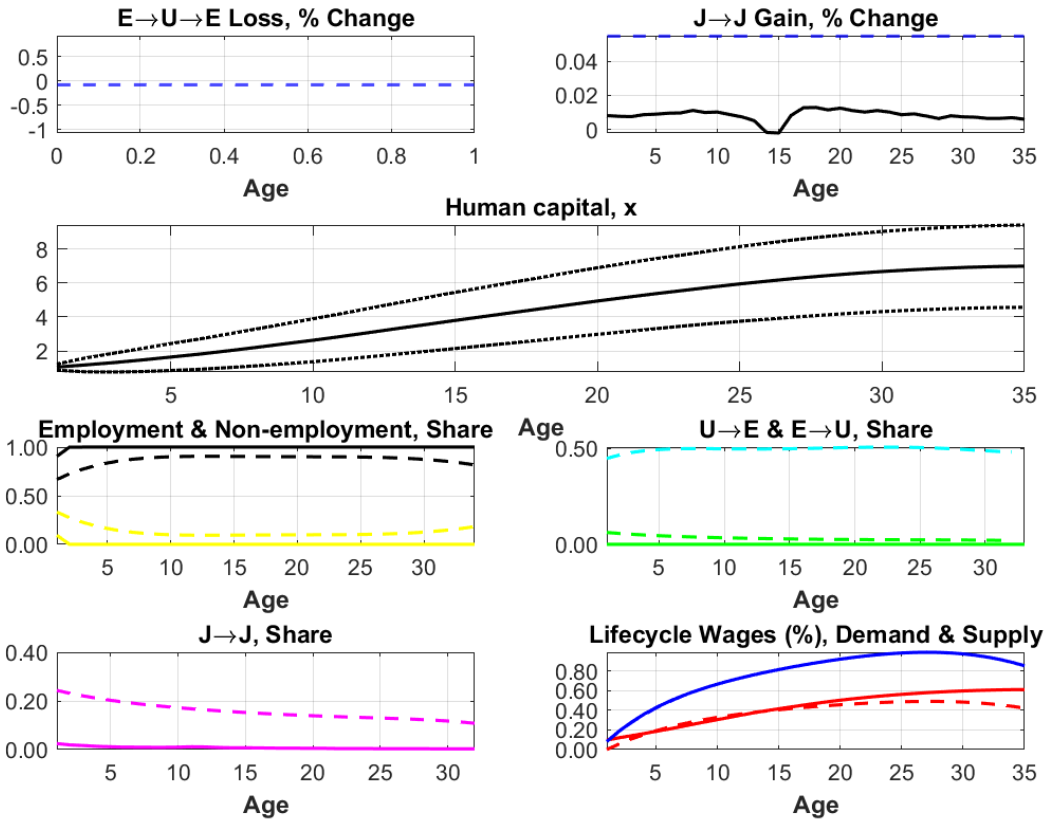 E→U→E Loss, % Change
0.5
0
-0.5
-1
0 0.2 0.4 0.6 0.8 1
Age
J→J Gain, % Change
0.04
0.02
0
5 10 15 20 25 30 35
Age
Human capital, x
8
6
4
2
5 10 15 20 25 30 35
Age
Employment & Non-employment, Share
1.00
0.50
0.00
5 10 15 20 25 30
Age
U→E & E→U, Share
0.50
0.00
5 10 15 20 25 30 35
Age
J→J, Share
0.40
0.20
0.00
5 10 15 20 25 30
Age
Lifecycle Wages (%), Demand & Supply
0.80
0.60
0.40
0.20
0.00
5 10 15 20 25 30 35
Age